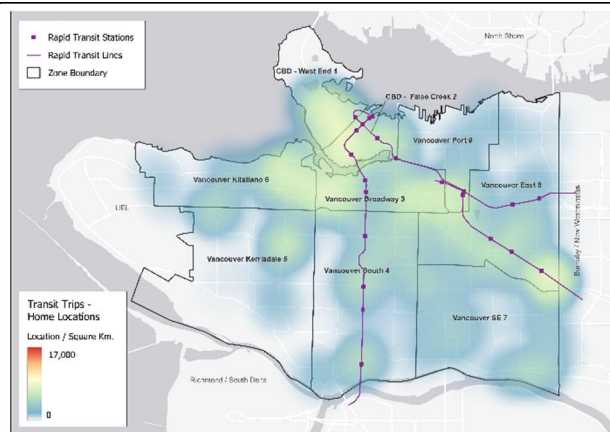 Rapid Transit Stations
Rapid Transit Lines
Zone Boundary
North Shore
CBD - West End 1
CBD - False Creek 2
Vancouver Port 9
Vancouver Kitsilano 6
Vancouver East 8
Vancouver Broadway 3
UEL
Burnaby / New Westminster
Vancouver Kerrisdale 5
Vancouver South 4
Vancouver SE 7
Transit Trips -
Home Locations
Location / Square Km.
17,000
0
Richmond / South Delta